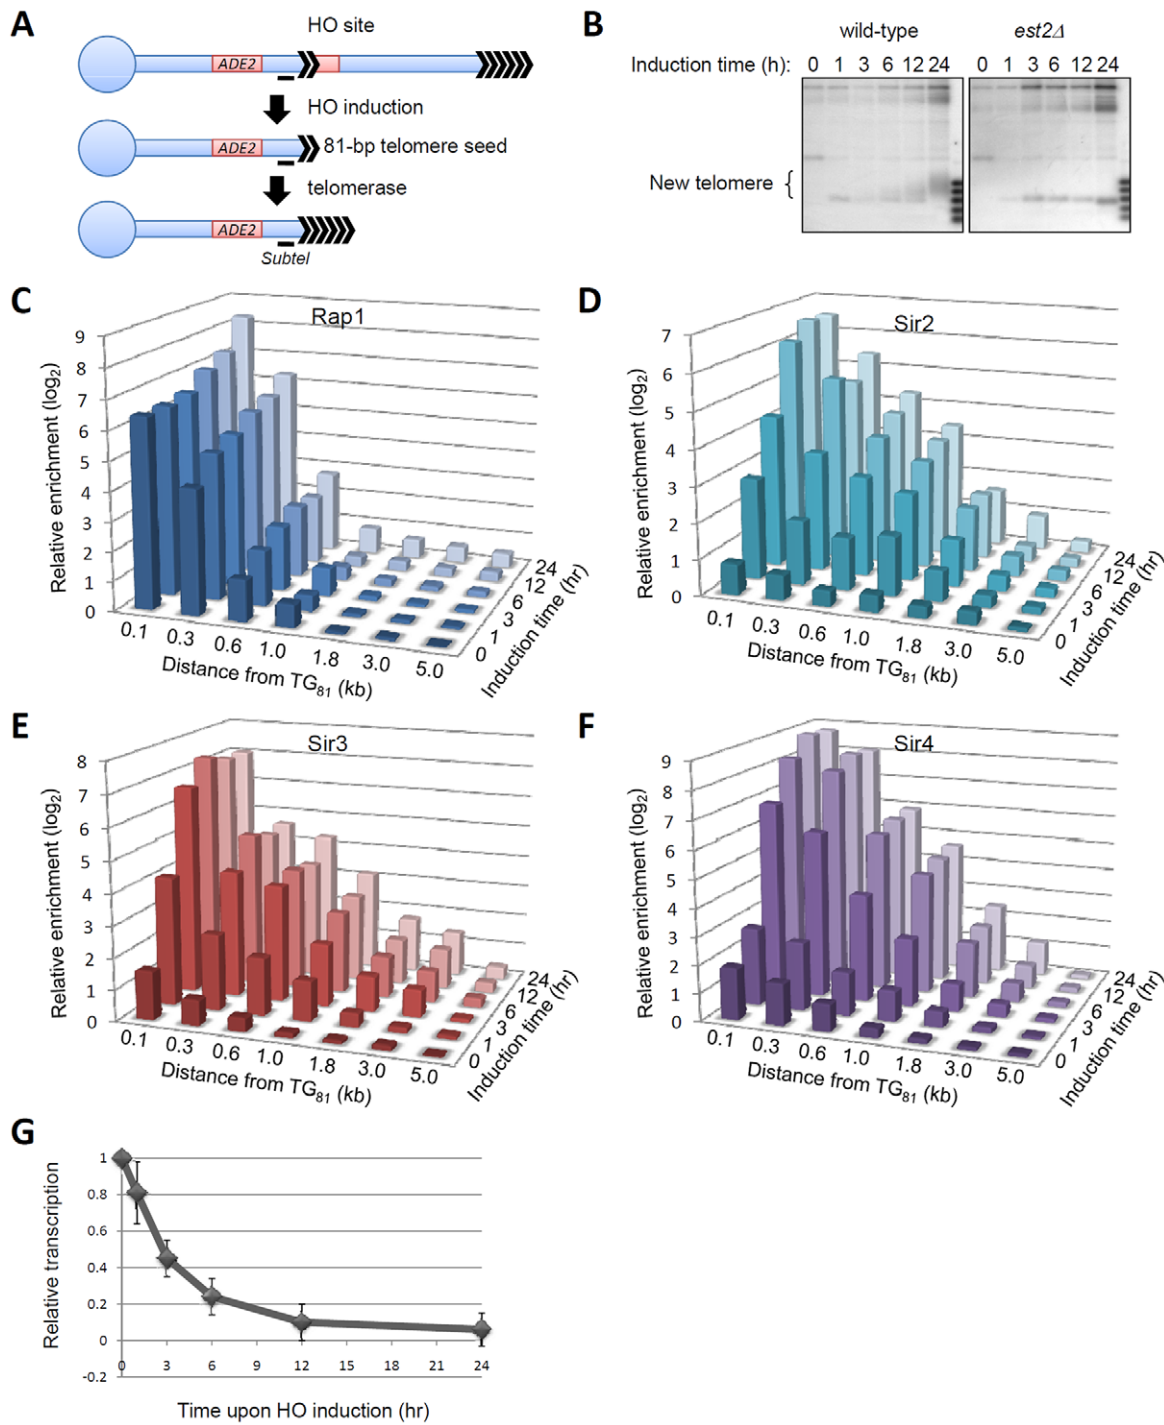 A
HO site
ADE2
HO induction
ADE2
81-bp telomere seed
telomerase
ADE2
Subtel
B
wild-type
est2Δ
Induction time (h):
0 1 3 6 12 24
0 1 3 6 12 24
New telomere {
C
Rap1
Relative enrichment (log2)
9
8
7
6
5
4
3
2
1
0
0.1 0.3 0.6 1.0 1.8 3.0 5.0
Distance from TG81 (kb)
0 1 3 6 12 24
Induction time (hr)
D
Sir2
Relative enrichment (log2)
7
6
5
4
3
2
1
0
0.1 0.3 0.6 1.0 1.8 3.0 5.0
Distance from TG81 (kb)
0 1 3 6 12 24
Induction time (hr)
E
Sir3
Relative enrichment (log2)
8
7
6
5
4
3
2
1
0
0.1 0.3 0.6 1.0 1.8 3.0 5.0
Distance from TG81 (kb)
0 1 3 6 12 24
Induction time (hr)
F
Sir4
Relative enrichment (log2)
9
8
7
6
5
4
3
2
1
0
0.1 0.3 0.6 1.0 1.8 3.0 5.0
Distance from TG81 (kb)
0 1 3 6 12 24
Induction time (hr)
G
Relative transcription
1
0.8
0.6
0.4
0.2
0
-0.2
0 3 6 9 12 15 18 21 24
Time upon HO induction (hr)